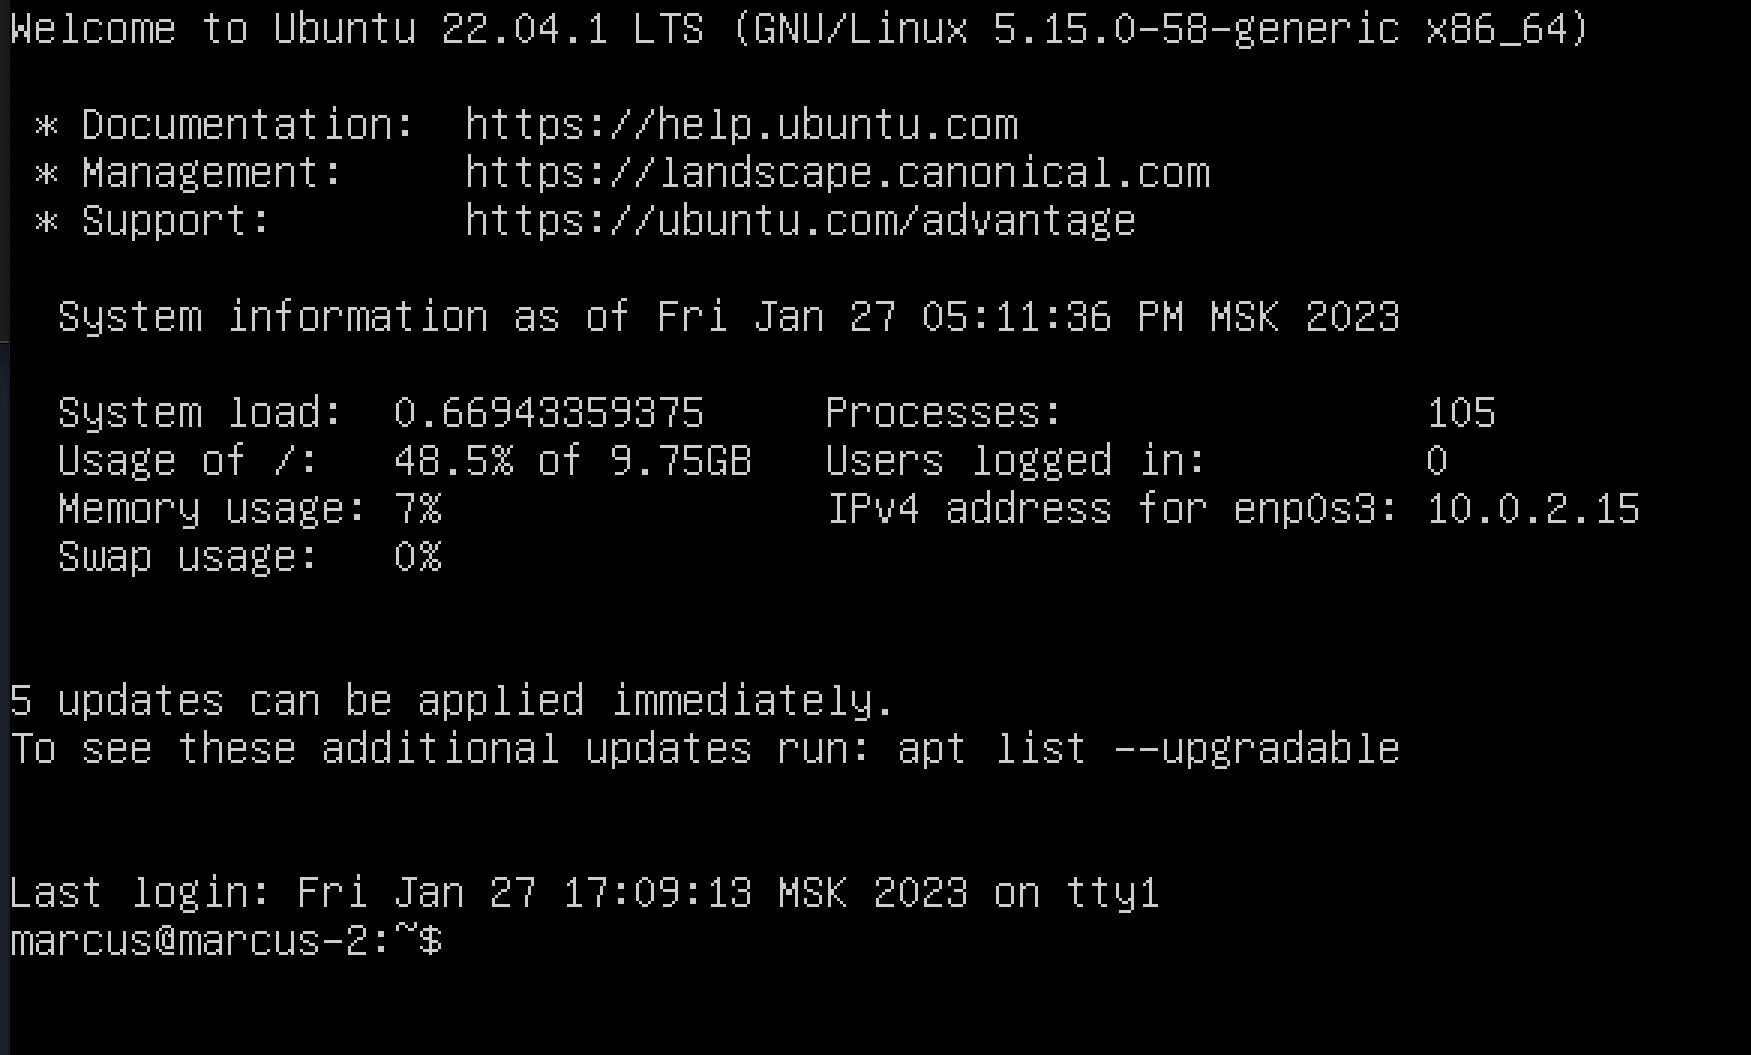 Welcome to Ubuntu 22.04.1 LTS (GNU/Linux 5.15.0-58-generic x86_64)
* Documentation:  https://help.ubuntu.com
* Management:     https://landscape.canonical.com
* Support:        https://ubuntu.com/advantage
System information as of Fri Jan 27 05:11:36 PM MSK 2023
System load:  0.66943359375     Processes:               105
Usage of /:   48.5% of 9.75GB   Users logged in:         0
Memory usage: 7%                IPv4 address for enp0s3: 10.0.2.15
Swap usage:   0%
5 updates can be applied immediately.
To see these additional updates run: apt list --upgradable
Last login: Fri Jan 27 17:09:13 MSK 2023 on tty1
marcus@marcus-2:~$